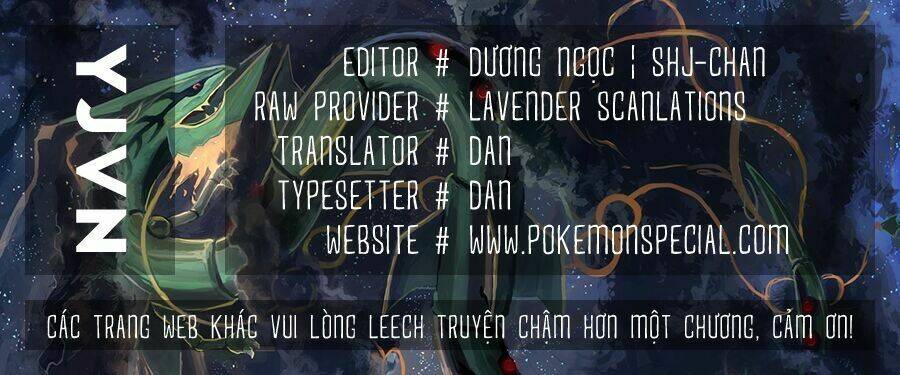 YJVN
EDITOR # DƯƠNG NGỌC ¦ SHJ-CHAN
RAW PROVIDER # LAVENDER SCANLATIONS
TRANSLATOR # DAN
TYPESETTER # DAN
WEBSITE # WWW.POKEMONSPECIAL.COM
CÁC TRANG WEB KHÁC VUI LÒNG LEECH TRUYỆN CHẬM HƠN MỘT CHƯƠNG, CẢM ƠN!